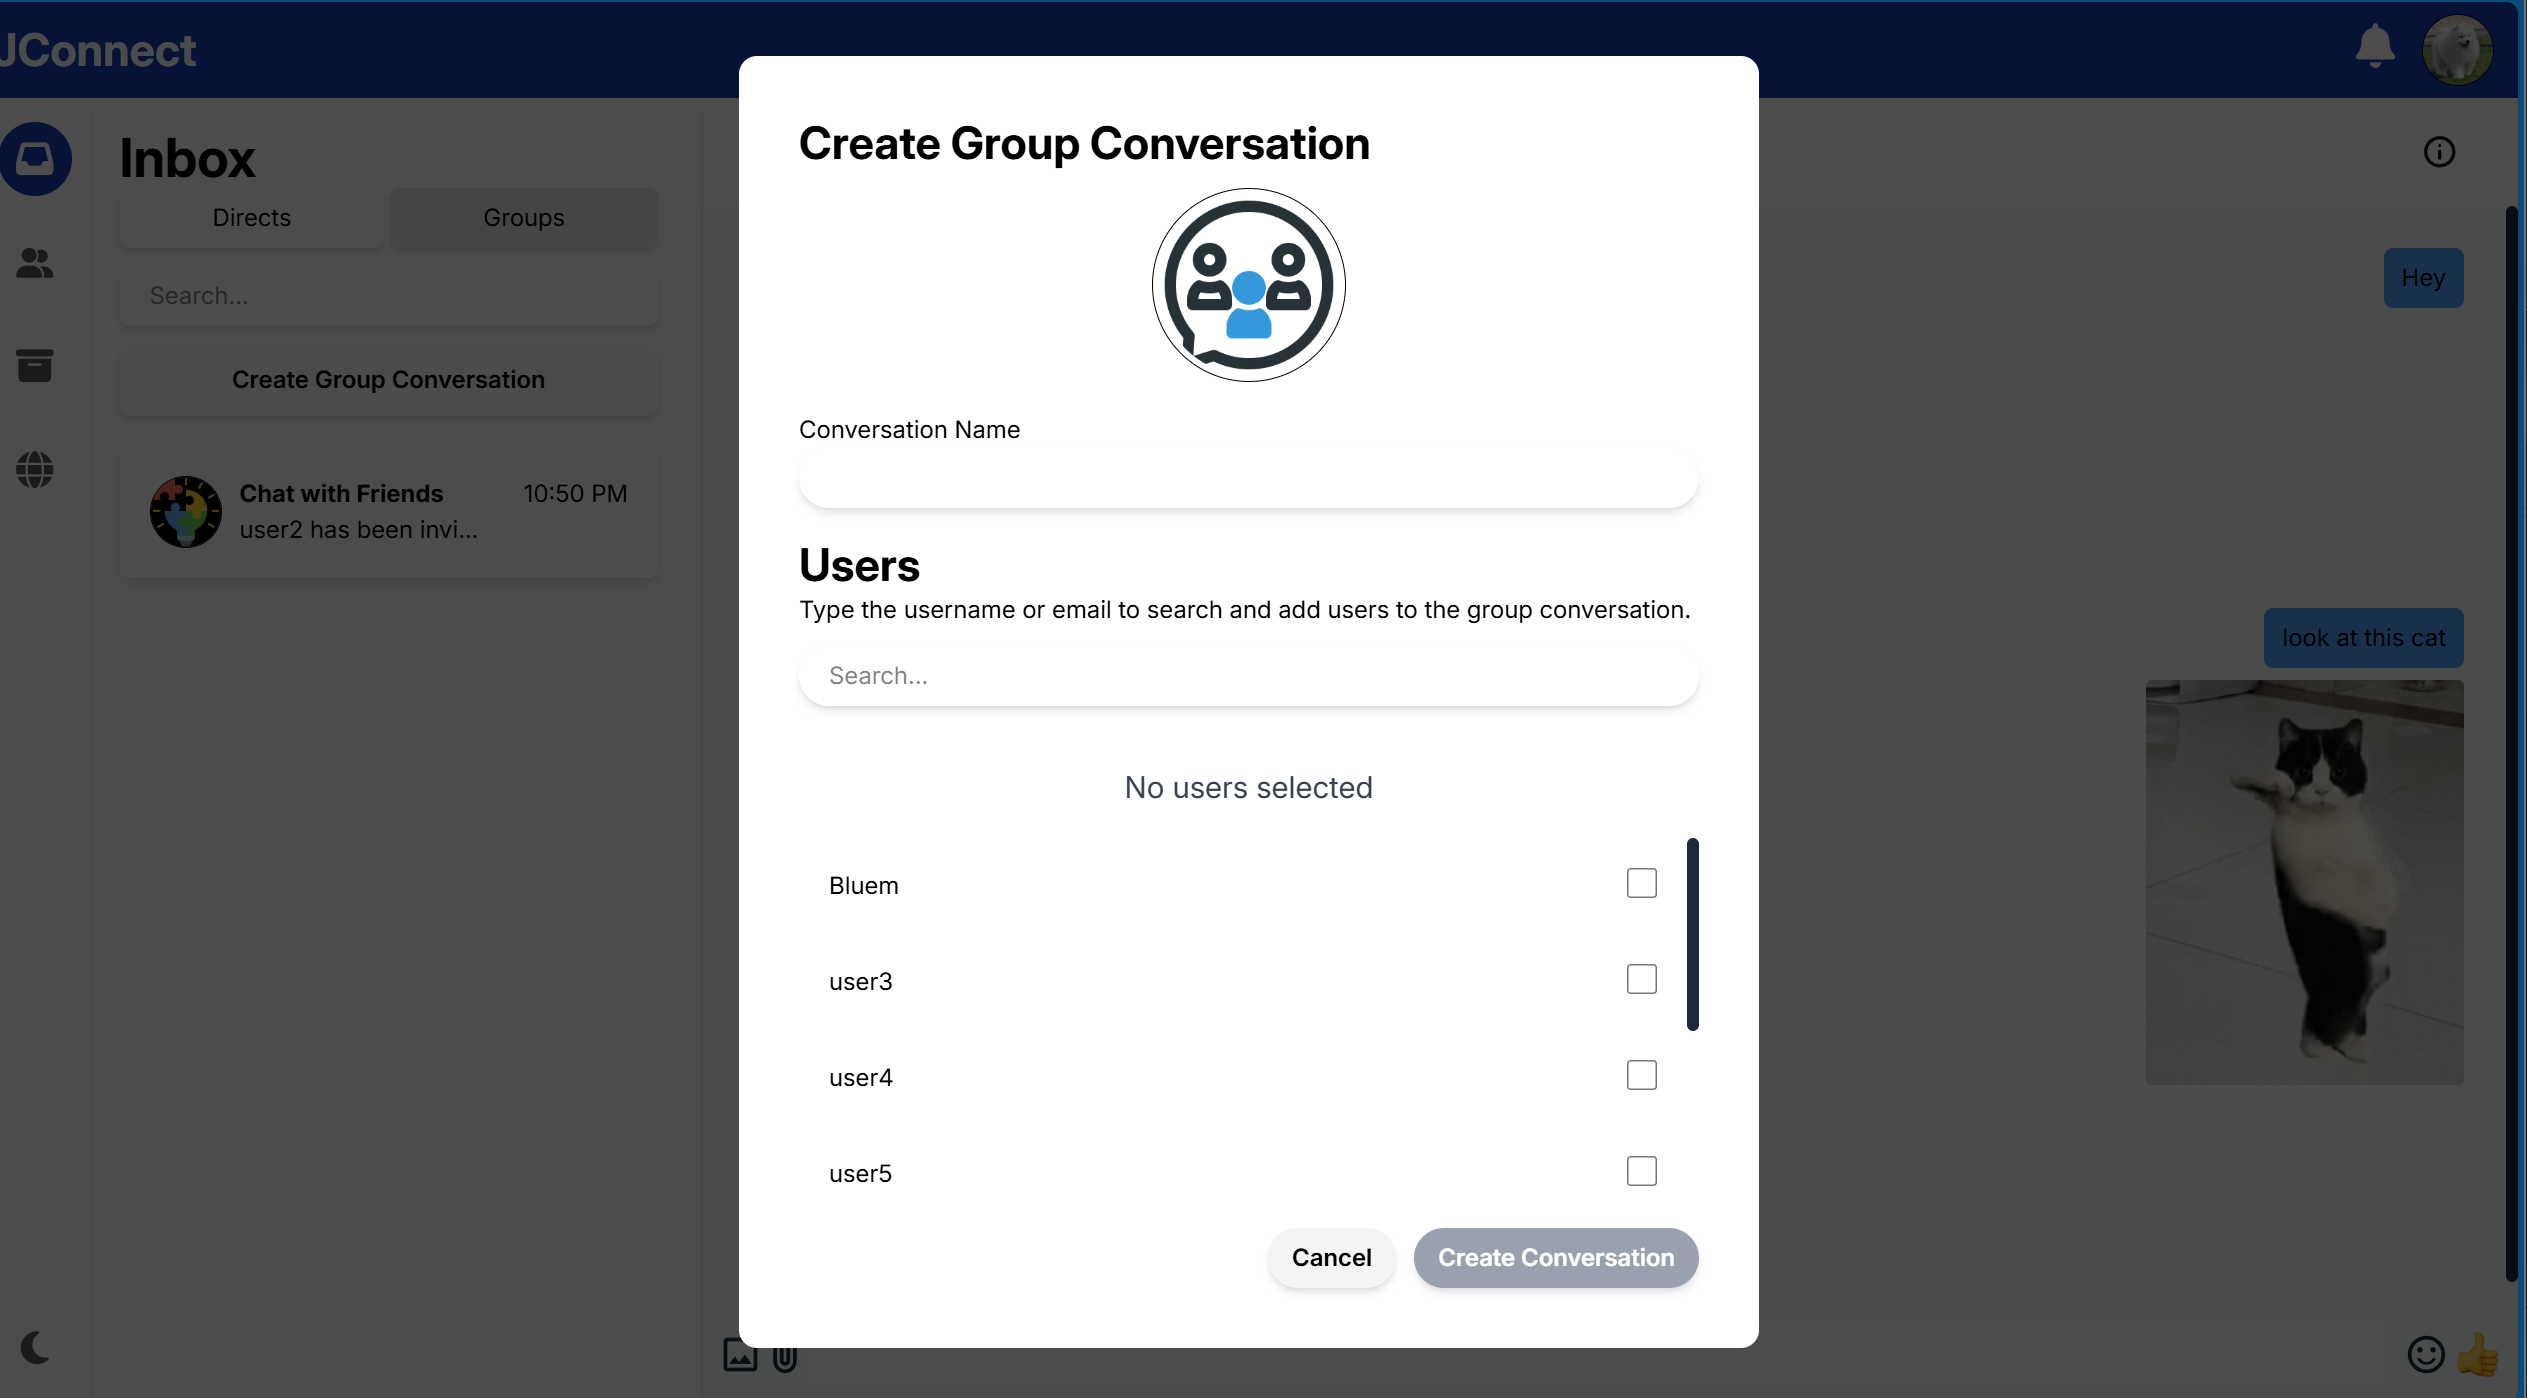 JConnect
Inbox
Directs
Groups
Search...
Create Group Conversation
Chat with Friends
10:50 PM
user2 has been invi...
Create Group Conversation
Conversation Name
Users
Type the username or email to search and add users to the group conversation.
Search...
No users selected
Bluem
user3
user4
user5
Cancel
Create Conversation
Hey
look at this cat